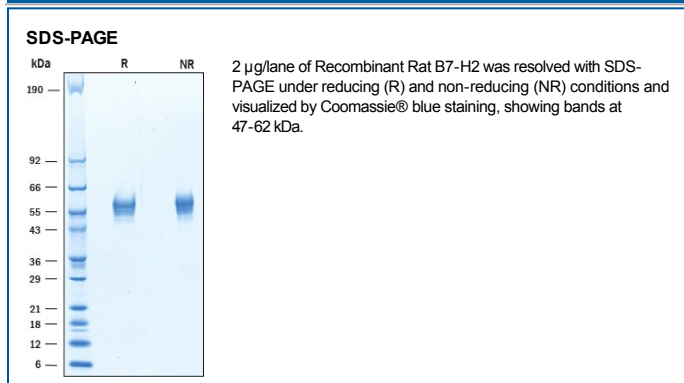 SDS-PAGE
kDa R NR
190
92
66
55
43
36
29
21
18
12
6
2 µg/lane of Recombinant Rat B7-H2 was resolved with SDS-
PAGE under reducing (R) and non-reducing (NR) conditions and
visualized by Coomassie® blue staining, showing bands at
47-62 kDa.